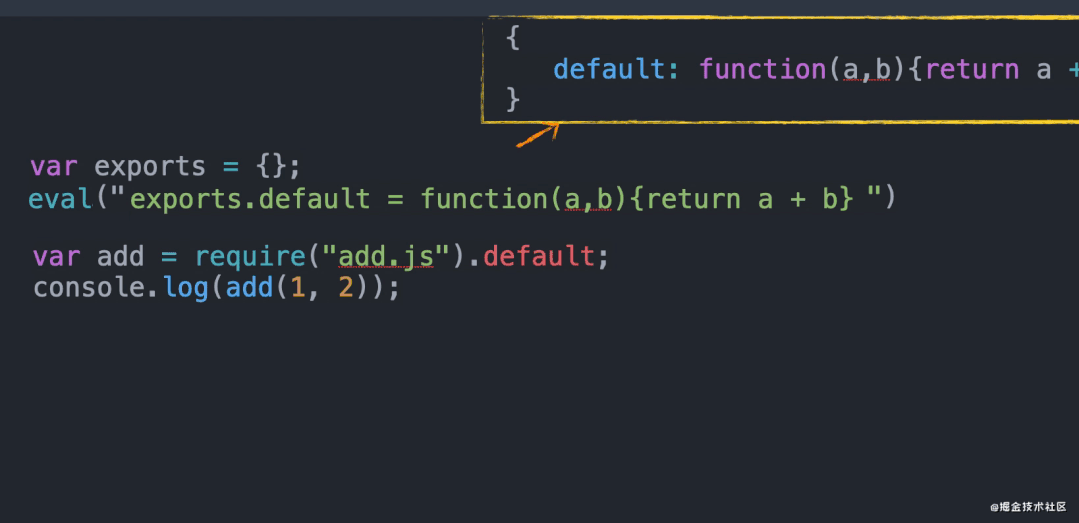 {
default: function(a,b){return a +
}
var exports = {};
eval("exports.default = function(a,b){return a + b} ")
var add = require("add.js").default;
console.log(add(1, 2));
@掘金技术社区